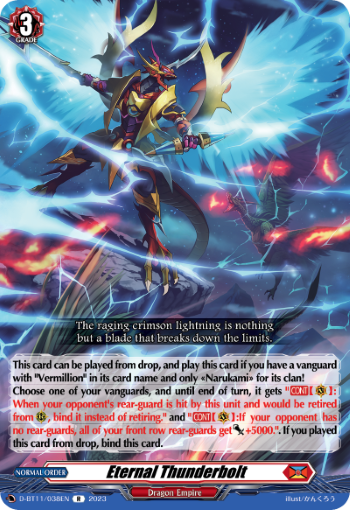 3
GRADE
The raging crimson lightning is nothing
but a blade that breaks down the limits.
This card can be played from drop, and play this card if you have a vanguard
with "Vermillion" in its card name and only «Narukami» for its clan!
Choose one of your vanguards, and until end of turn, it gets "[CONT] []:
When your opponent's rear-guard is hit by this unit and would be retired
from , bind it instead of retiring." and "[CONT] []:If your opponent has
no rear-guards, all of your front row rear-guards get +5000.". If you played
this card from drop, bind this card.
NORMAL ORDER
Eternal Thunderbolt
D-BT11/038EN R 2023
Dragon Empire
illust/かんくろう